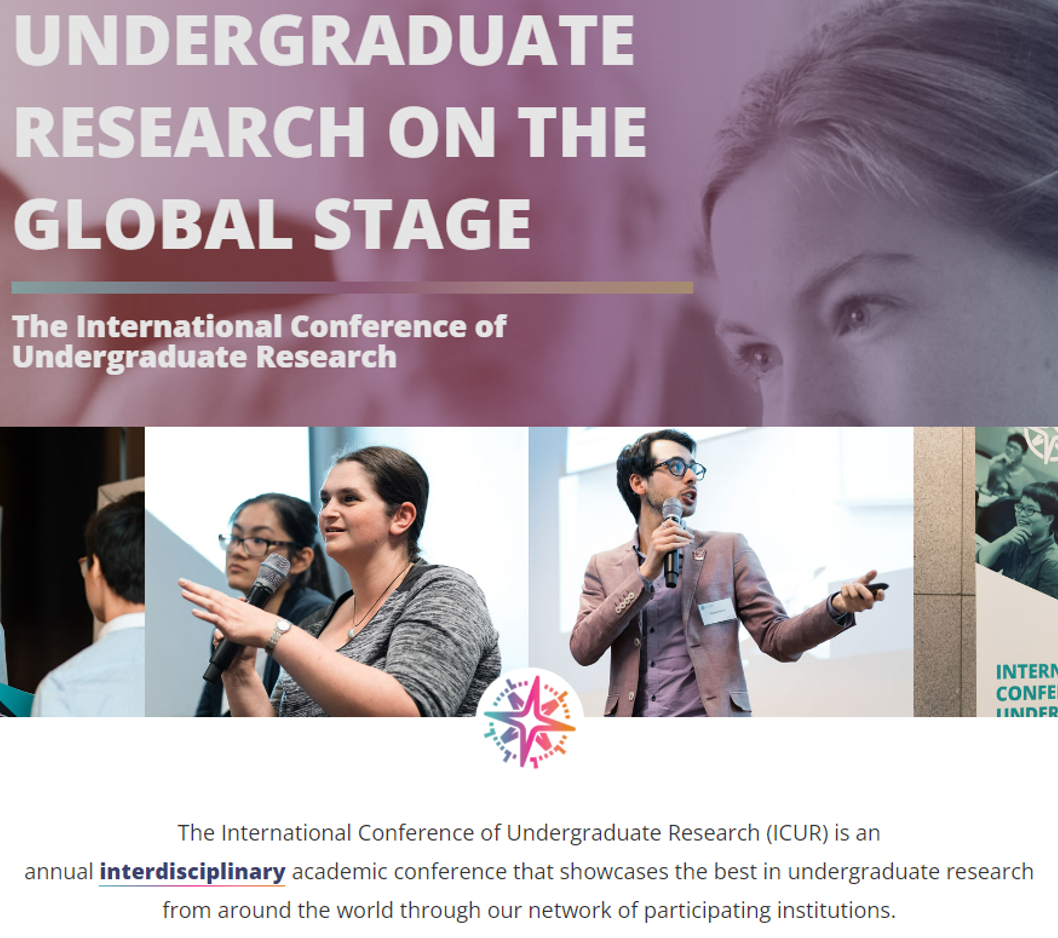 UNDERGRADUATE
RESEARCH ON THE
GLOBAL STAGE
The International Conference of
Undergraduate Research
INTERN
CONFE
UNDER
The International Conference of Undergraduate Research (ICUR) is an
annual interdisciplinary academic conference that showcases the best in undergraduate research
from around the world through our network of participating institutions.